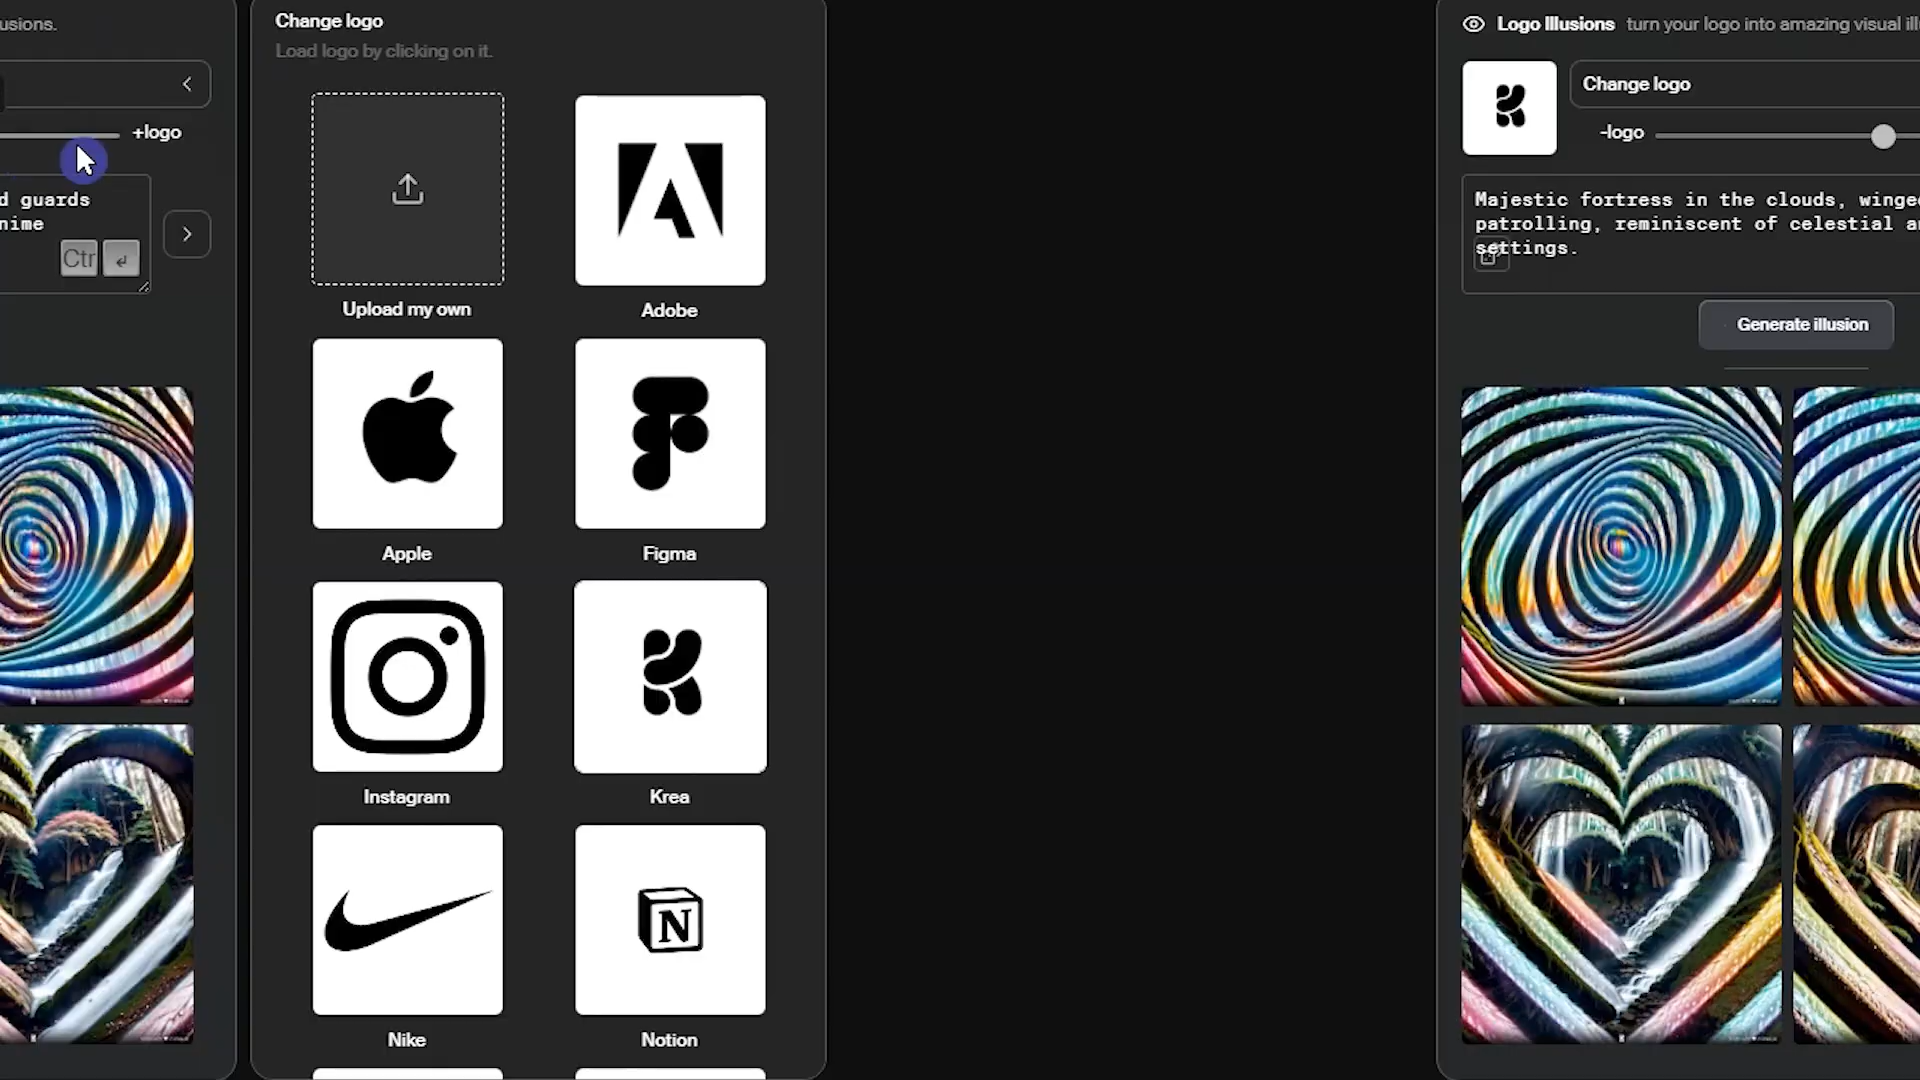 usions.
+logo
d guards
nime
Ctr
Change logo
Load logo by clicking on it.
Upload my own
Adobe
Apple
Figma
Instagram
Krea
Nike
N
Notion
Logo Illusions turn your logo into amazing visual ill
Change logo
-logo
Majestic fortress in the clouds, winge
patrolling, reminiscent of celestial a
settings.
Generate illusion